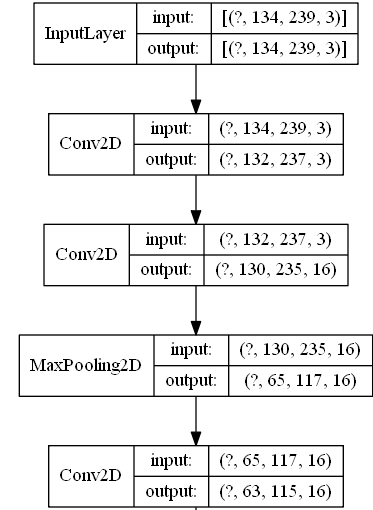 InputLayer
input: [(?, 134, 239, 3)]
output: [(?, 134, 239, 3)]
Conv2D
input: (?, 134, 239, 3)
output: (?, 132, 237, 3)
Conv2D
input: (?, 132, 237, 3)
output: (?, 130, 235, 16)
MaxPooling2D
input: (?, 130, 235, 16)
output: (?, 65, 117, 16)
Conv2D
input: (?, 65, 117, 16)
output: (?, 63, 115, 16)